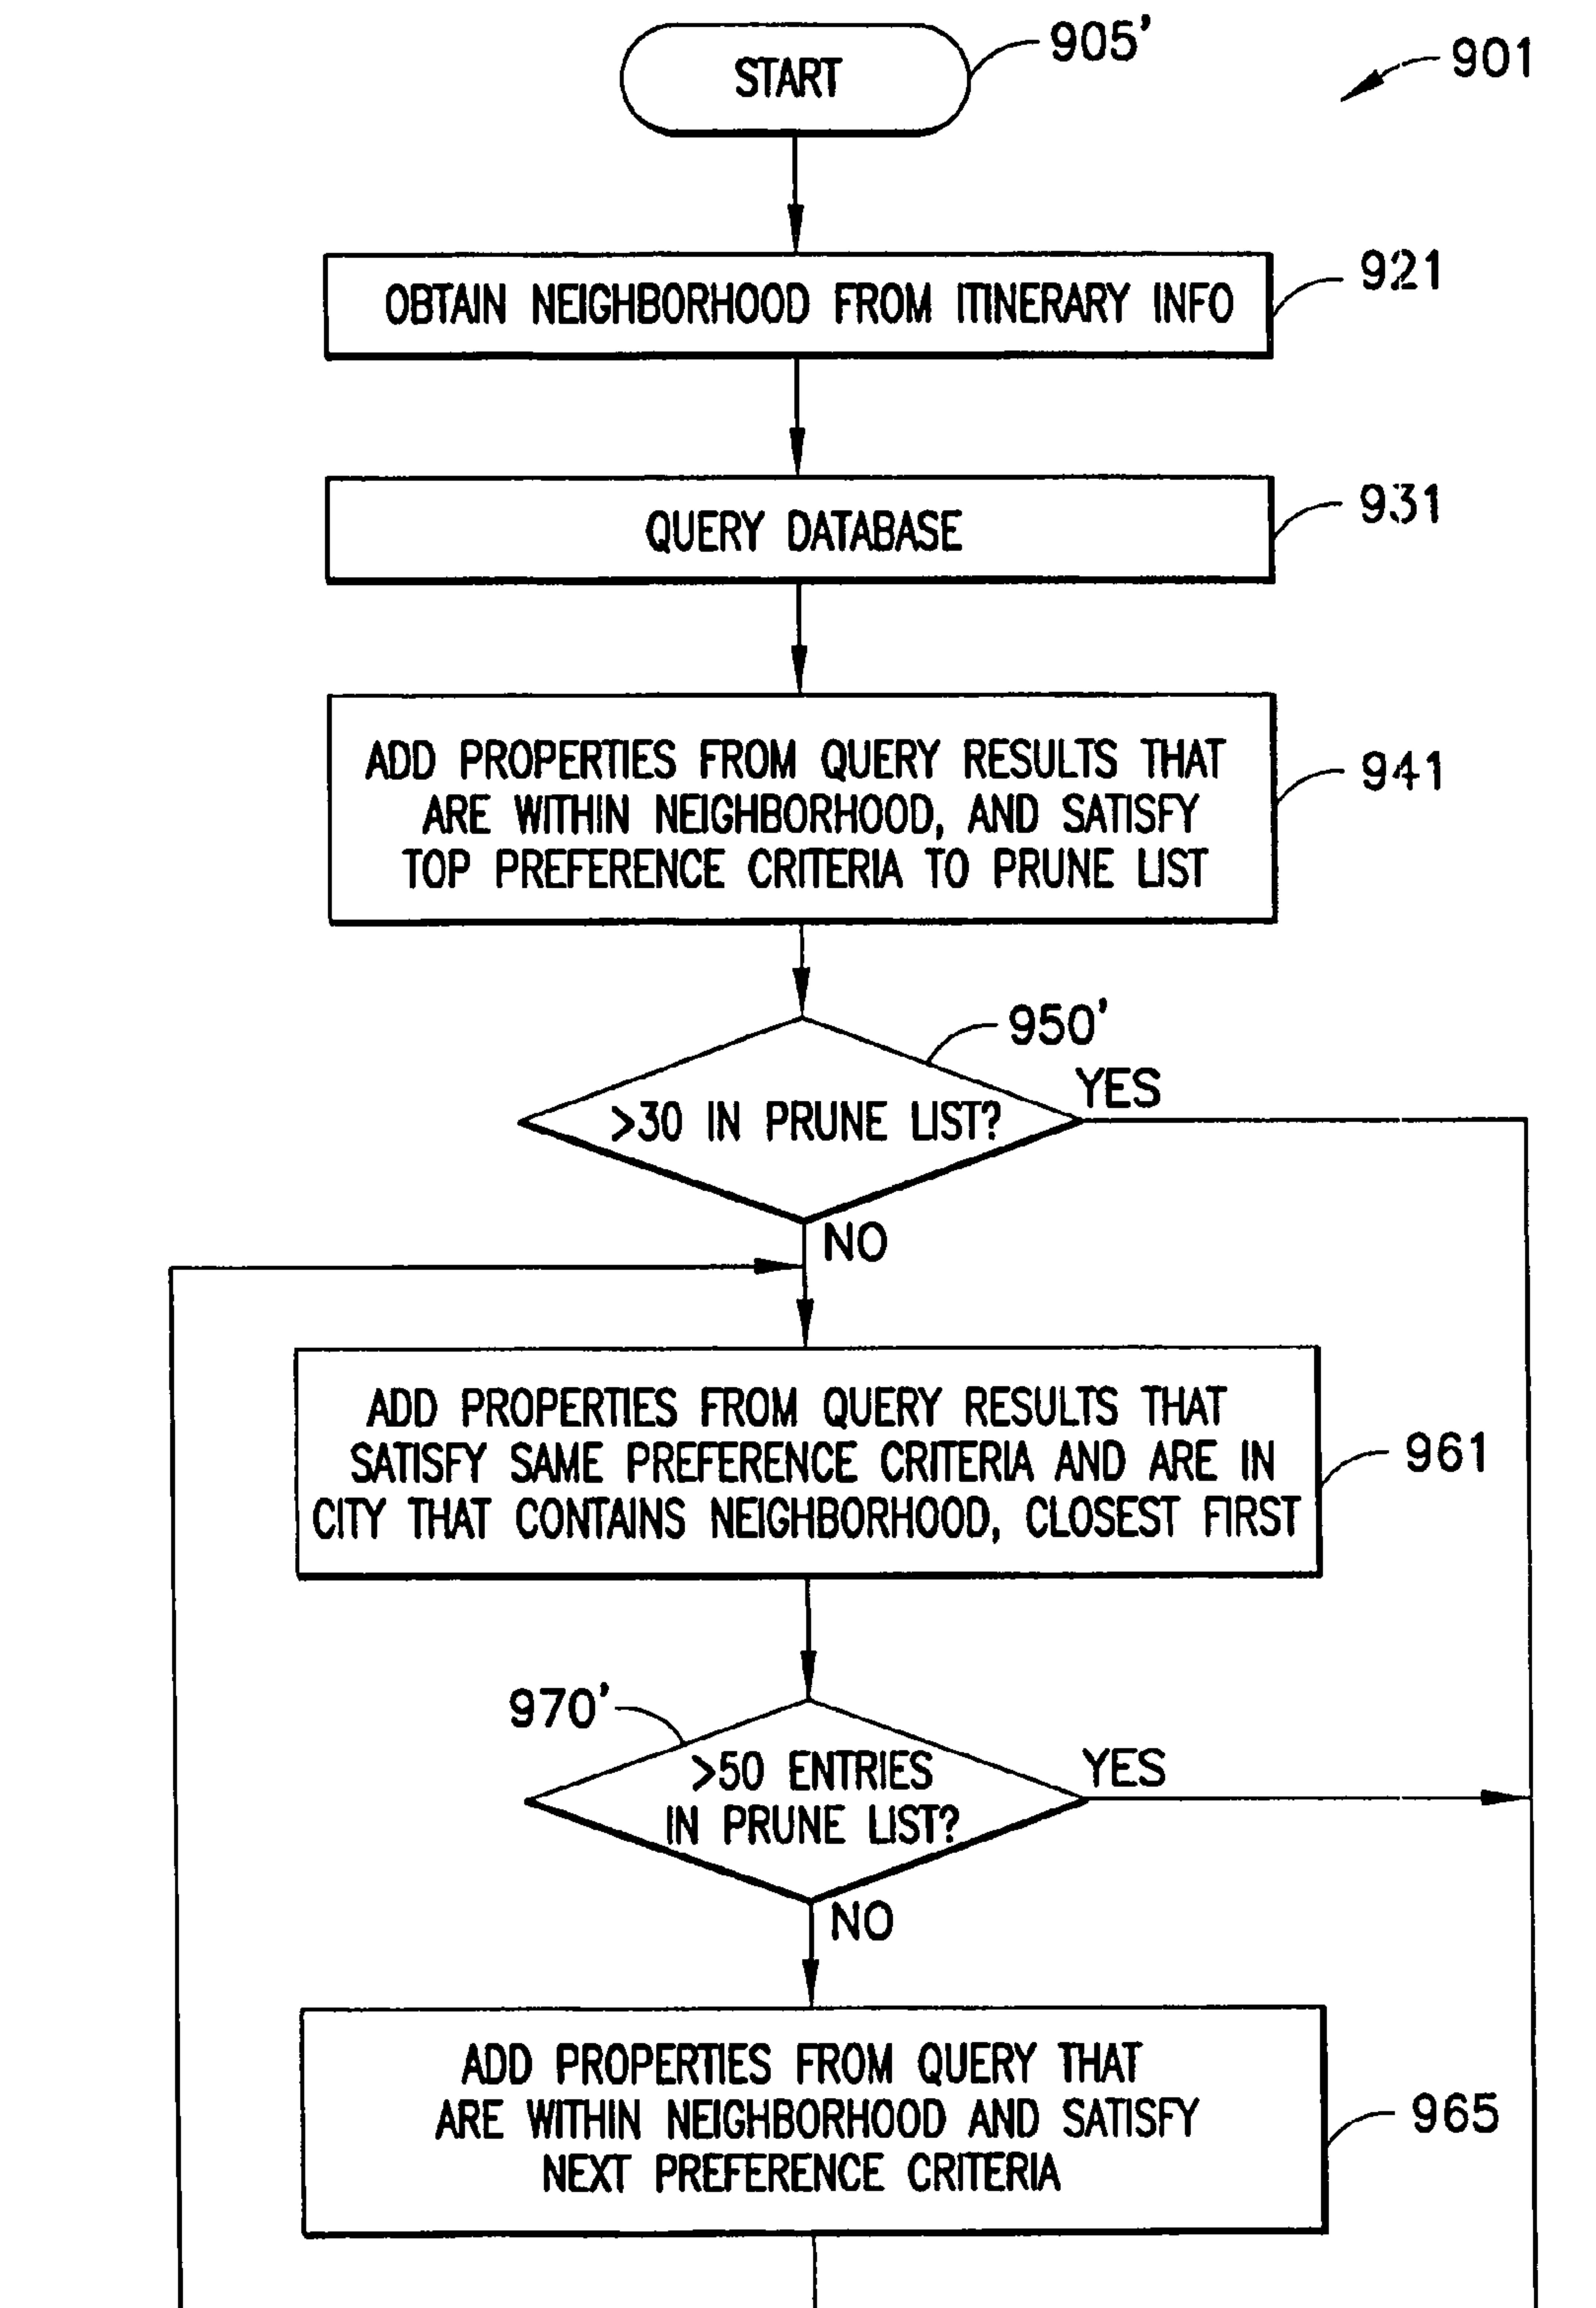 START
905'
901
OBTAIN NEIGHBORHOOD FROM ITINERARY INFO
921
QUERY DATABASE
931
ADD PROPERTIES FROM QUERY RESULTS THAT
ARE WITHIN NEIGHBORHOOD, AND SATISFY
TOP PREFERENCE CRITERIA TO PRUNE LIST
941
950'
>30 IN PRUNE LIST?
YES
NO
ADD PROPERTIES FROM QUERY RESULTS THAT
SATISFY SAME PREFERENCE CRITERIA AND ARE IN
CITY THAT CONTAINS NEIGHBORHOOD, CLOSEST FIRST
961
970'
>50 ENTRIES
IN PRUNE LIST?
YES
NO
ADD PROPERTIES FROM QUERY THAT
ARE WITHIN NEIGHBORHOOD AND SATISFY
NEXT PREFERENCE CRITERIA
965